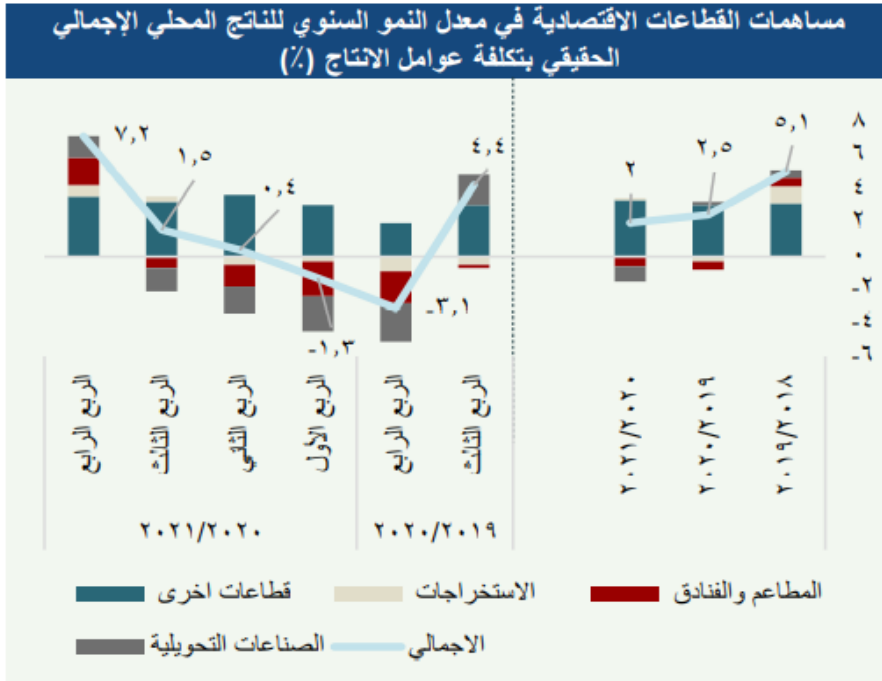 مساهمات القطاعات الاقتصادية في معدل النمو السنوي للناتج المحلي الإجمالي
الحقيقي بتكلفة عوامل الانتاج (٪)
٨
٦
٤
٢
٠
-٢
-٤
-٦
٥,١
٢,٥
٢
٤,٤
-٣,١
-١,٣
٠,٤
١,٥
٧,٢
٢٠١٩/٢٠١٨
٢٠٢٠/٢٠١٩
٢٠٢١/٢٠٢٠
الربع الثالث
الربع الرابع
الربع الأول
الربع الثاني
الربع الثالث
الربع الرابع
٢٠٢٠/٢٠١٩
٢٠٢١/٢٠٢٠
المطاعم والفنادق
الاستخراجات
قطاعات اخرى
الاجمالي
الصناعات التحويلية